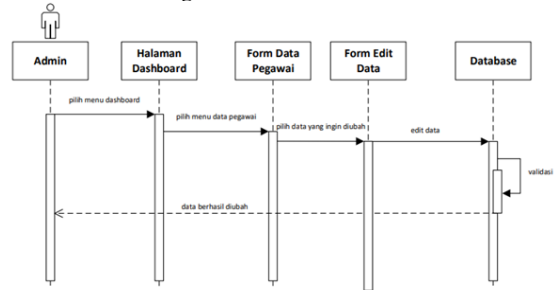 Admin
Halaman
Dashboard
Form Data
Pegawai
Form Edit
Data
Database
pilih menu dashboard
pilih menu data pegawai
pilih data yang ingin diubah
edit data
validasi
data berhasil diubah